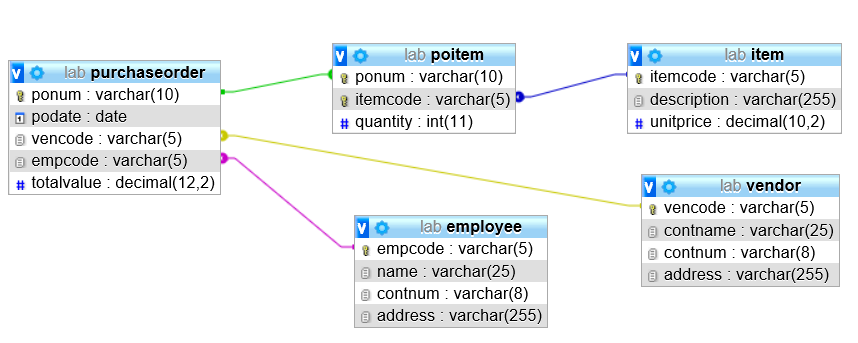 lab purchaseorder
ponum : varchar(10)
podate : date
vencode : varchar(5)
empcode : varchar(5)
# totalvalue : decimal(12,2)
lab poitem
ponum : varchar(10)
itemcode : varchar(5)
# quantity : int(11)
lab item
itemcode : varchar(5)
description : varchar(255)
# unitprice : decimal(10,2)
lab employee
empcode : varchar(5)
name : varchar(25)
contnum : varchar(8)
address : varchar(255)
lab vendor
vencode : varchar(5)
contname : varchar(25)
contnum : varchar(8)
address : varchar(255)